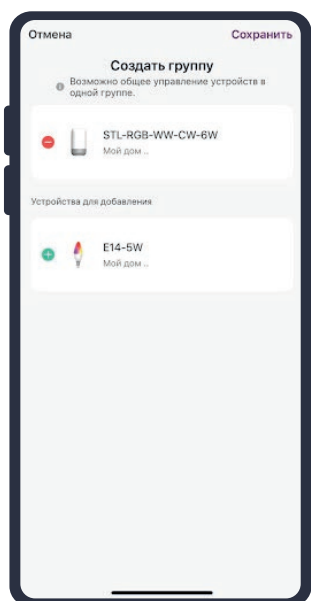 Отмена Сохранить
Создать группу
Возможно общее управление устройств в
одной группе.
STL-RGB-WW-CW-6W
Мой дом ..
Устройства для добавления
E14-5W
Мой дом ..